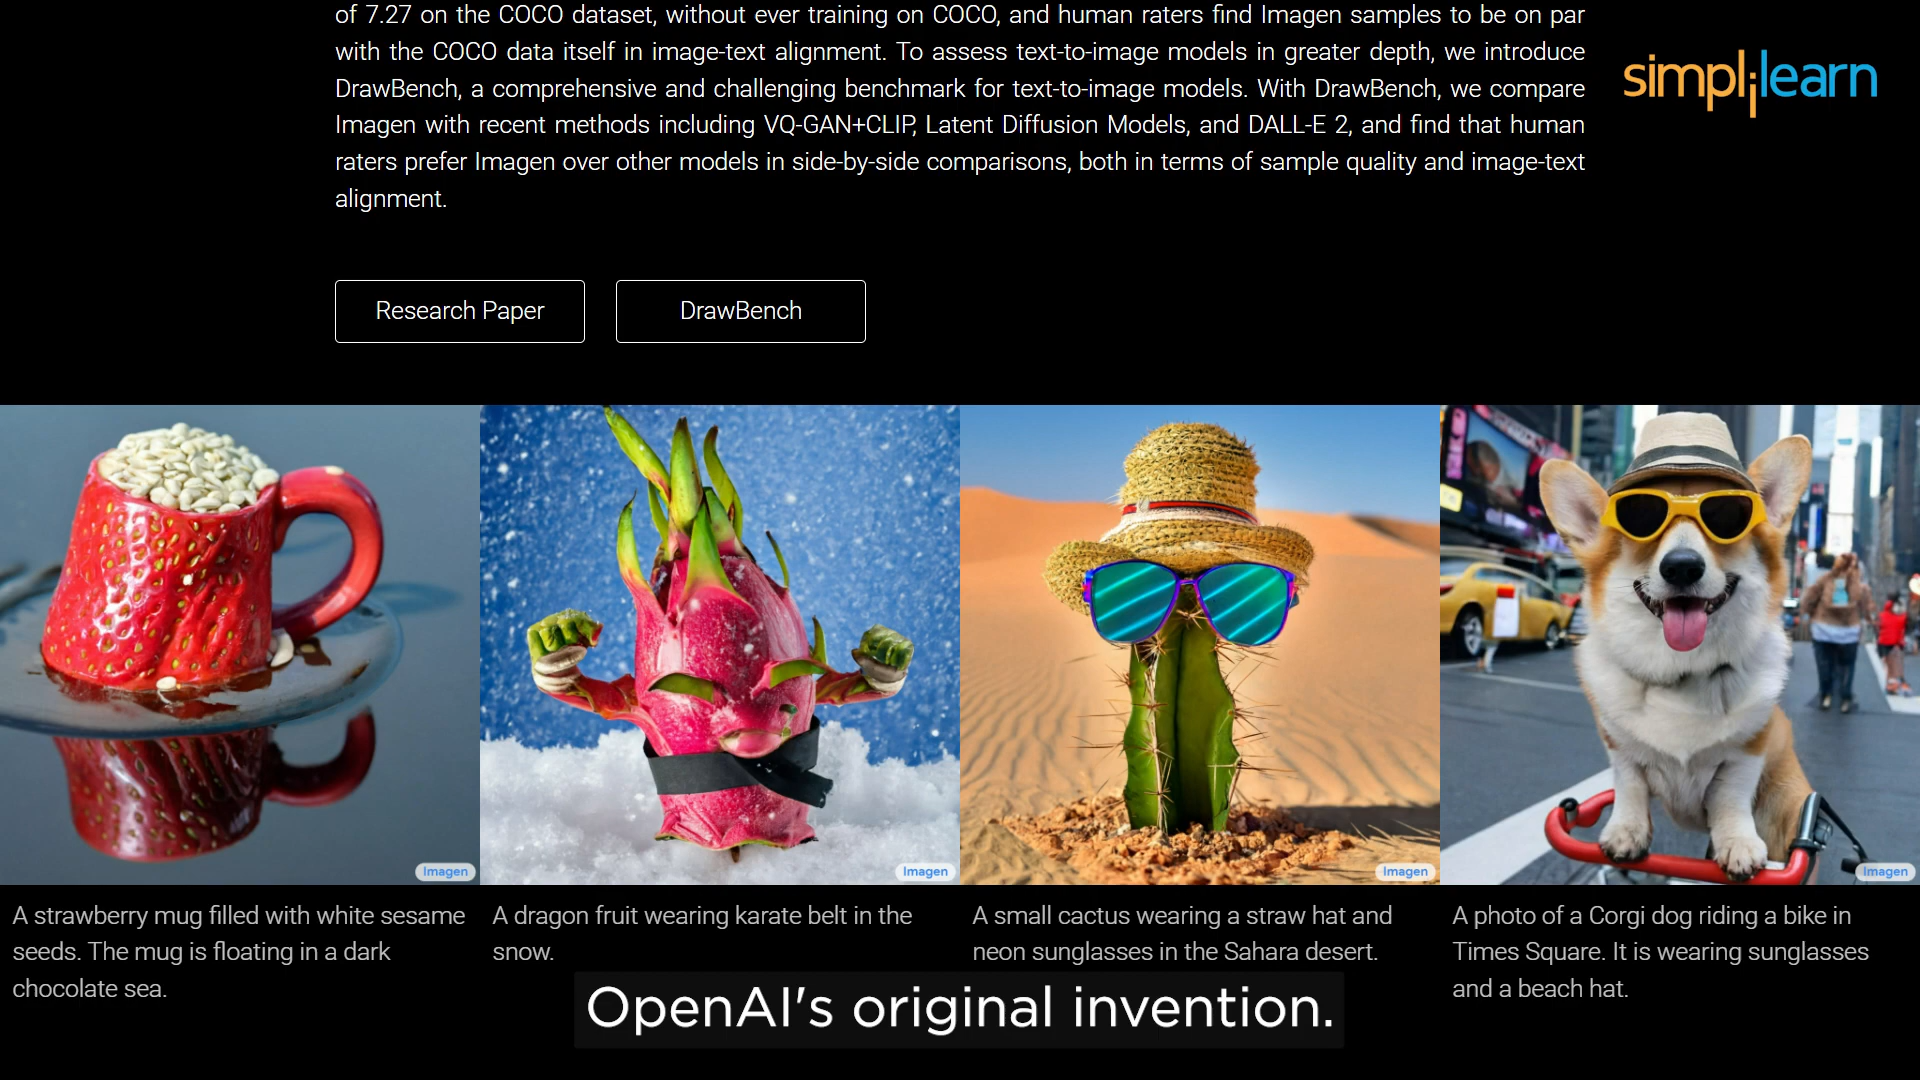 of 7.27 on the COCO dataset, without ever training on COCO, and human raters find Imagen samples to be on par
with the COCO data itself in image-text alignment. To assess text-to-image models in greater depth, we introduce
DrawBench, a comprehensive and challenging benchmark for text-to-image models. With DrawBench, we compare
Imagen with recent methods including VQ-GAN+CLIP, Latent Diffusion Models, and DALL-E 2, and find that human
raters prefer Imagen over other models in side-by-side comparisons, both in terms of sample quality and image-text
alignment.
simplilearn
Research Paper
DrawBench
Imagen
Imagen
Imagen
Imagen
A strawberry mug filled with white sesame
seeds. The mug is floating in a dark
chocolate sea.
A dragon fruit wearing karate belt in the
snow.
A small cactus wearing a straw hat and
neon sunglasses in the Sahara desert.
A photo of a Corgi dog riding a bike in
Times Square. It is wearing sunglasses
and a beach hat.
OpenAI's original invention.